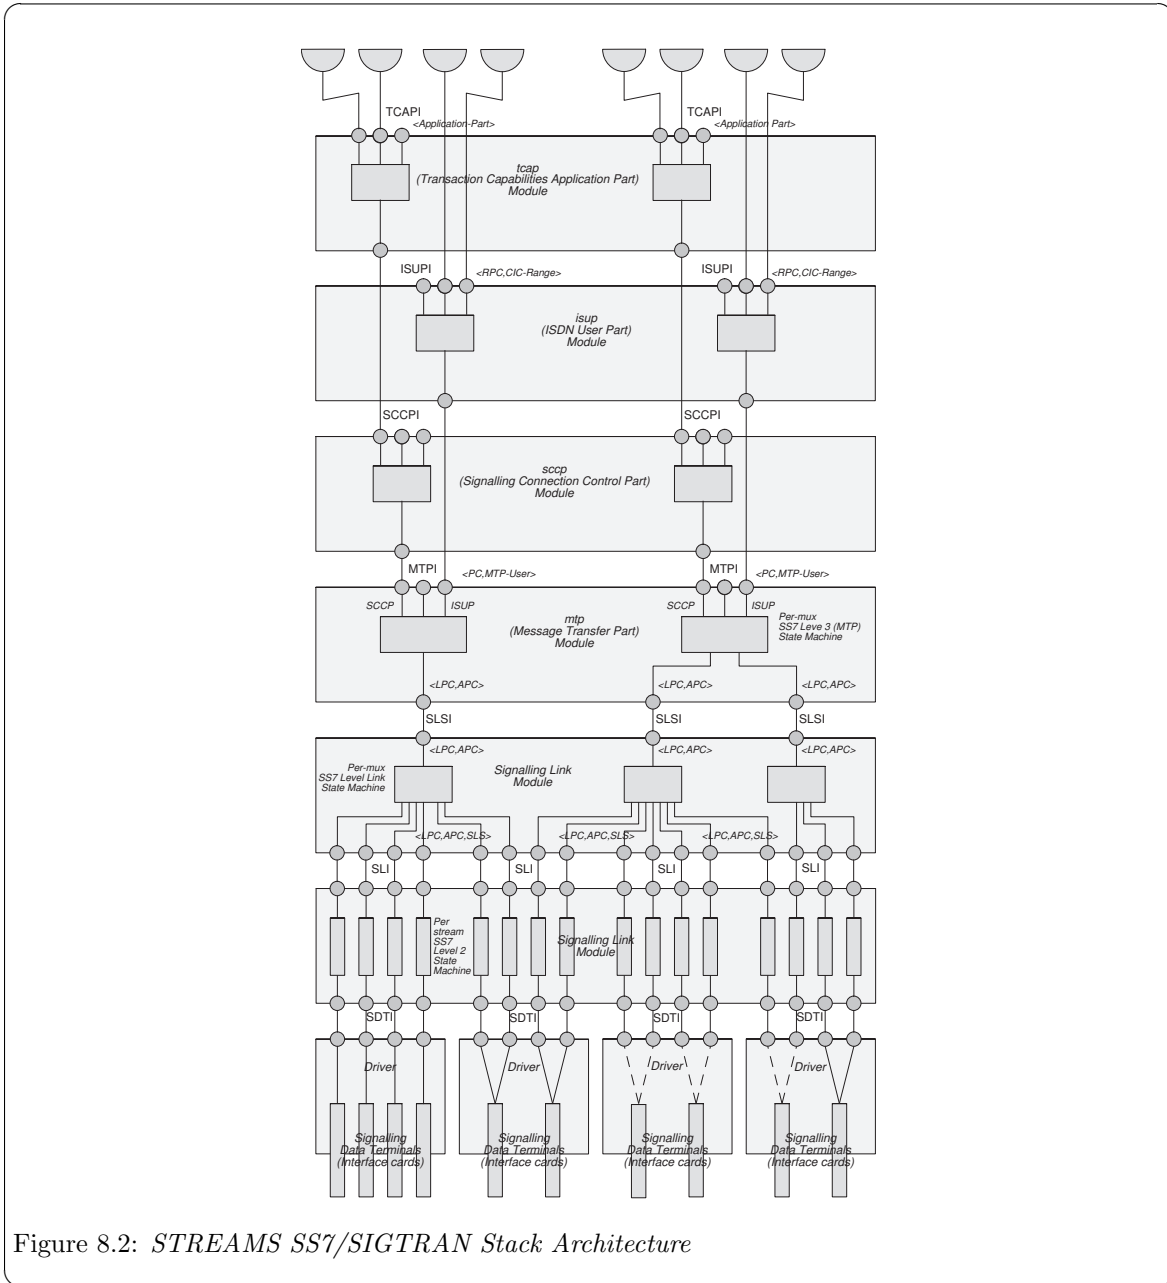 TCAPI
<Application-Part>
TCAPI
<Application Part>
tcap
(Transaction Capabilities Application Part)
Module
ISUPI
<RPC,CIC-Range>
ISUPI
<RPC,CIC-Range>
isup
(ISDN User Part)
Module
SCCPI
SCCPI
sccp
(Signalling Connection Control Part)
Module
MTPI
<PC,MTP-User>
MTPI
<PC,MTP-User>
SCCP
ISUP
SCCP
ISUP
mtp
(Message Transfer Part)
Module
Per-mux
SS7 Leve 3 (MTP)
State Machine
<LPC,APC>
<LPC,APC>
<LPC,APC>
SLSI
SLSI
SLSI
<LPC,APC>
<LPC,APC>
<LPC,APC>
Per-mux
SS7 Level Link
State Machine
Signalling Link
Module
<LPC,APC,SLS>
<LPC,APC,SLS>
<LPC,APC,SLS>
SLI
SLI
SLI
SLI
Per
stream
SS7
Level 2
State
Machine
Signalling Link
Module
SDTI
SDTI
SDTI
SDTI
Driver
Driver
Driver
Driver
Signalling
Data Terminals
(Interface cards)
Signalling
Data Terminals
(Interface cards)
Signalling
Data Terminals
(Interface cards)
Signalling
Data Terminals
(Interface cards)
Figure 8.2: STREAMS SS7/SIGTRAN Stack Architecture